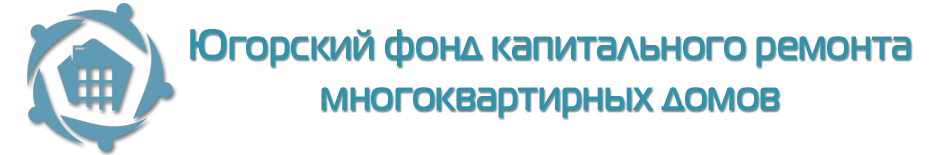 Югорский фонд капитального ремонта
многоквартирных домов